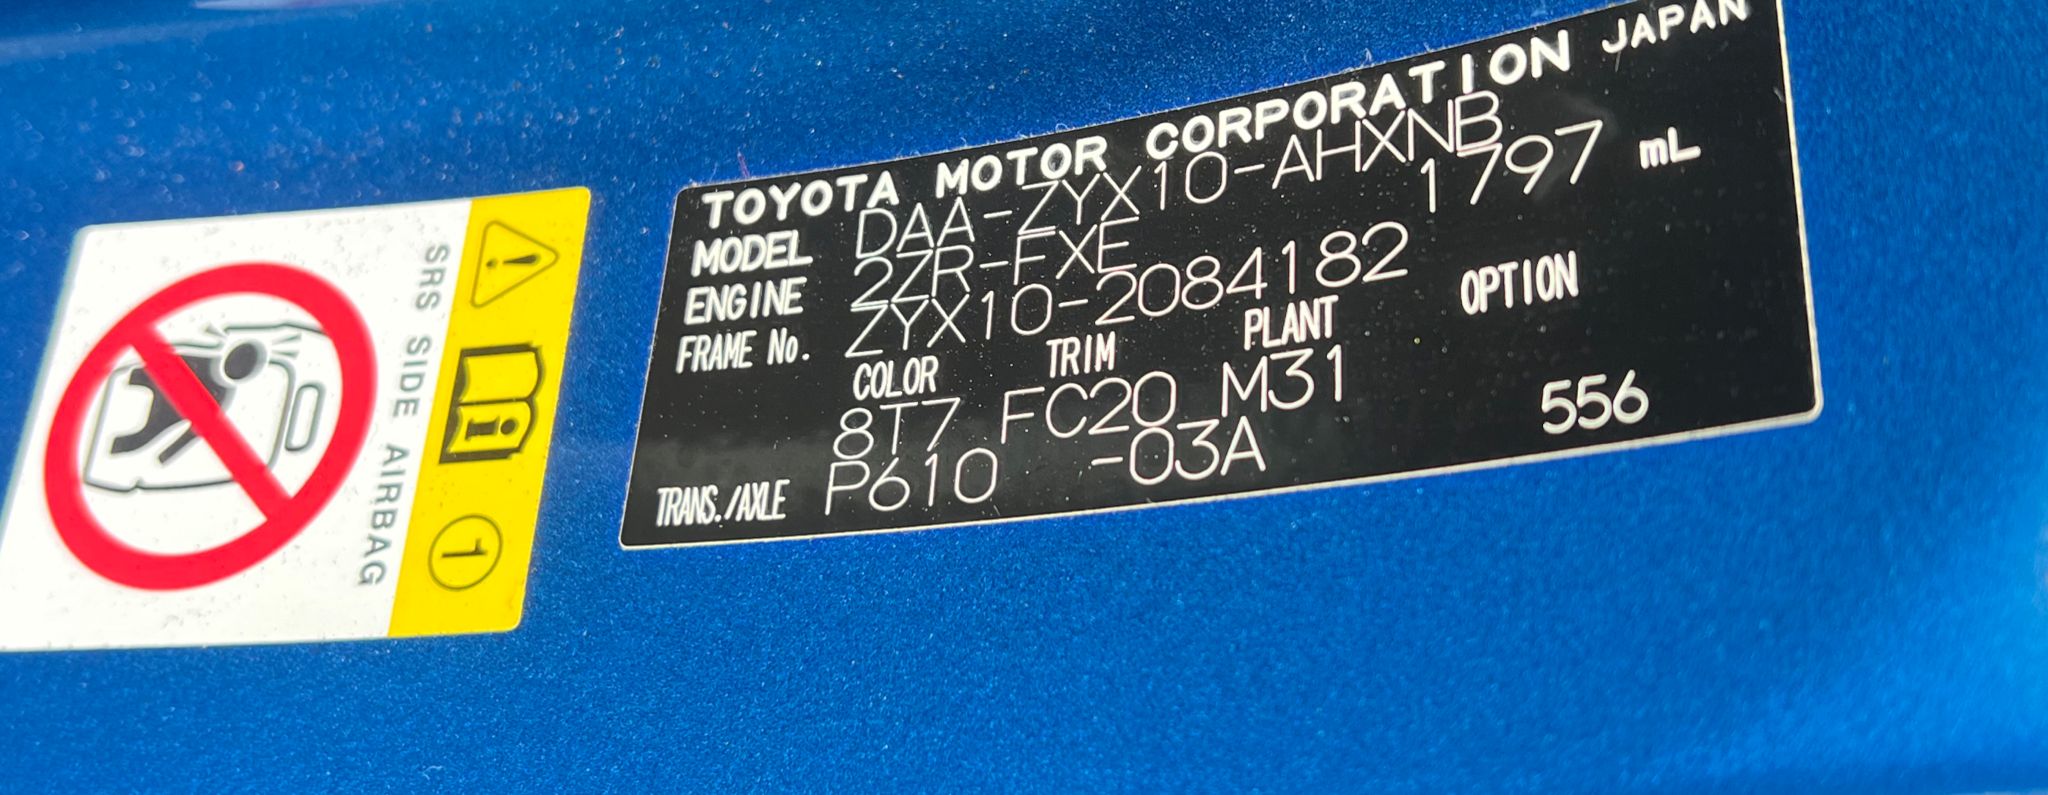 TOYOTA MOTOR CORPORATION JAPAN
MODEL DAA-ZYX10-AHXNB
ENGINE 2ZR-FXE 1797 mL
FRAME No. ZYX10-2084182
COLOR TRIM PLANT OPTION
8T7 FC20 M31
TRANS./AXLE P610 -03A 556
SRS SIDE AIRBAG
1